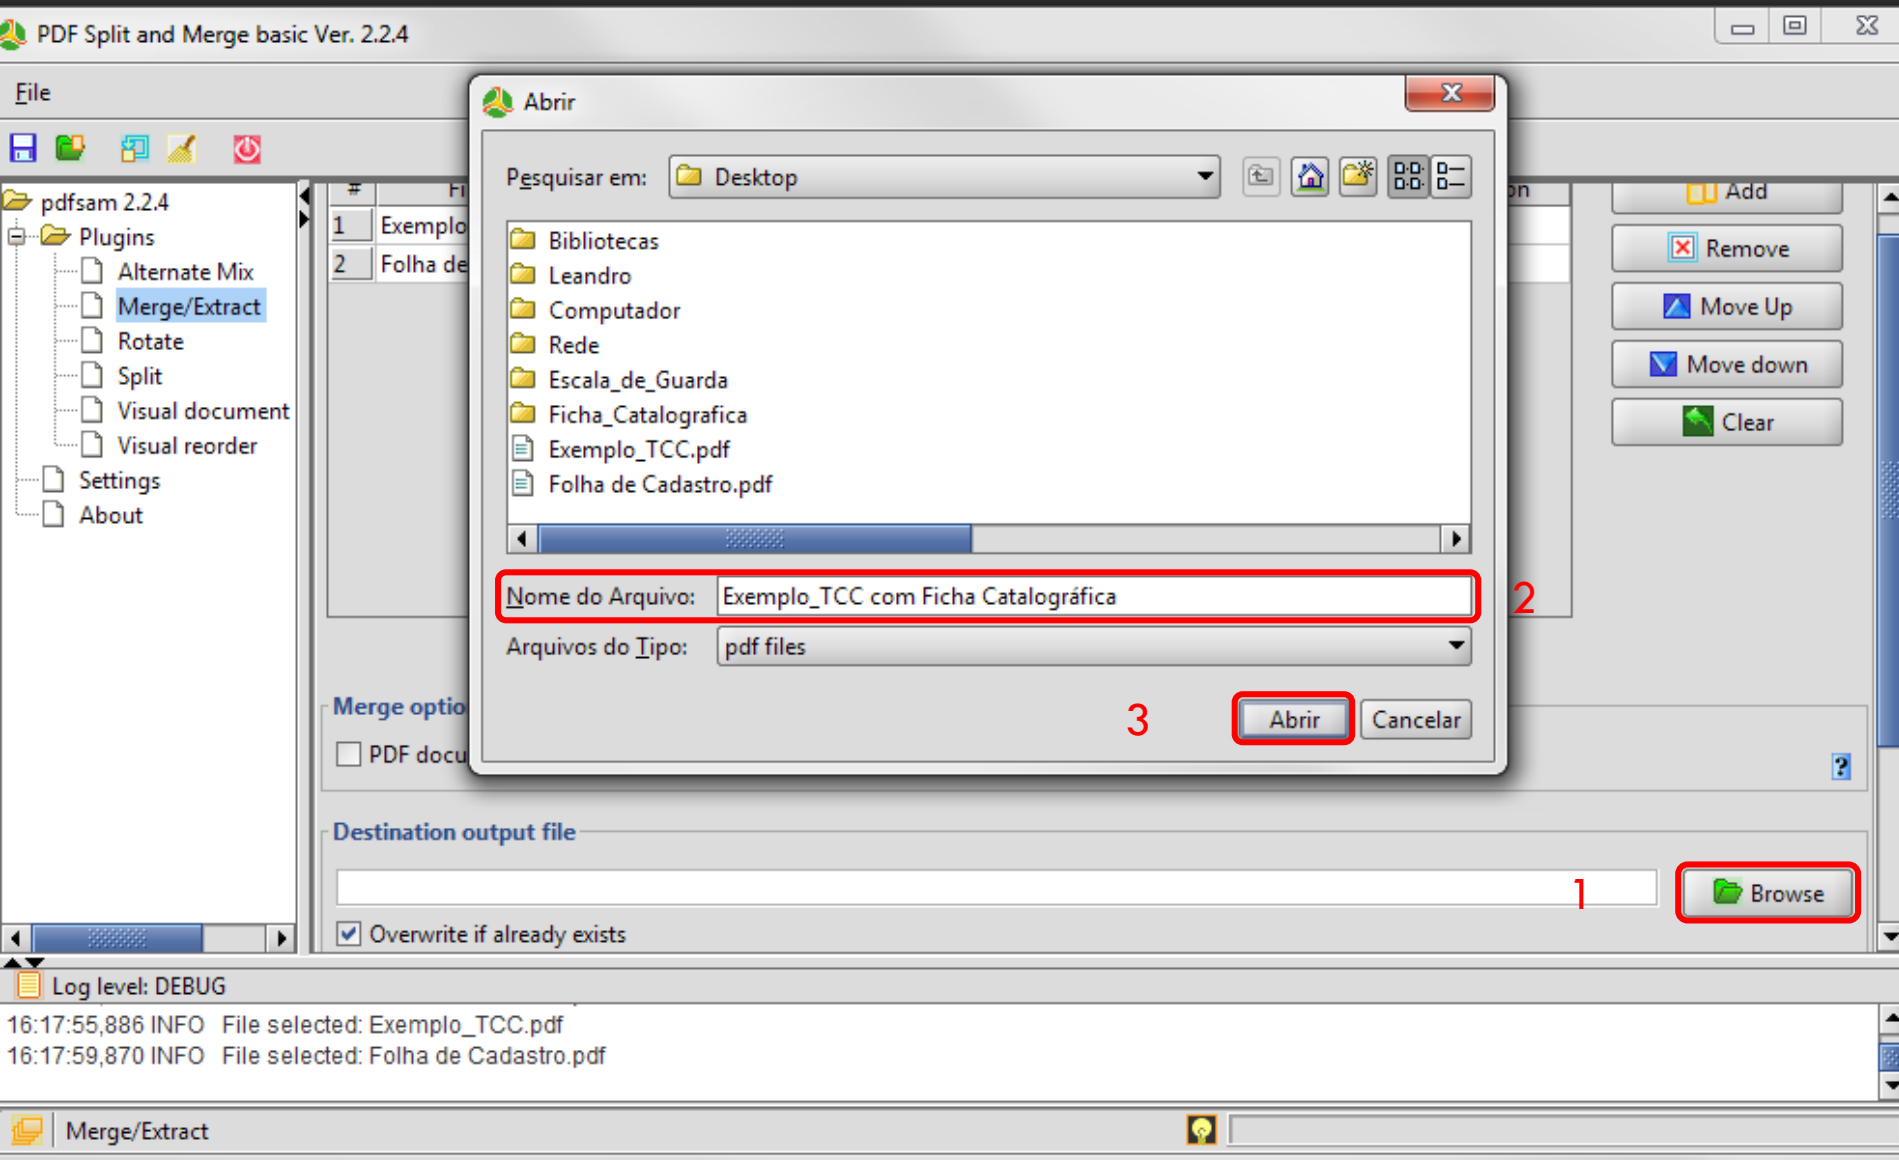 PDF Split and Merge basic Ver. 2.2.4
File
Abrir
Pesquisar em: Desktop
Bibliotecas
Leandro
Computador
Rede
Escala_de_Guarda
Ficha_Catalografica
Exemplo_TCC.pdf
Folha de Cadastro.pdf
Nome do Arquivo: Exemplo_TCC com Ficha Catalográfica
2
Arquivos do Tipo: pdf files
3
Abrir
Cancelar
pdfsam 2.2.4
Plugins
Alternate Mix
Merge/Extract
Rotate
Split
Visual document
Visual reorder
Settings
About
#
1 Exemplo
2 Folha de
Add
Remove
Move Up
Move down
Clear
Merge optio
PDF docu
?
Destination output file
1
Browse
Overwrite if already exists
Log level: DEBUG
16:17:55,886 INFO File selected: Exemplo_TCC.pdf
16:17:59,870 INFO File selected: Folha de Cadastro.pdf
Merge/Extract